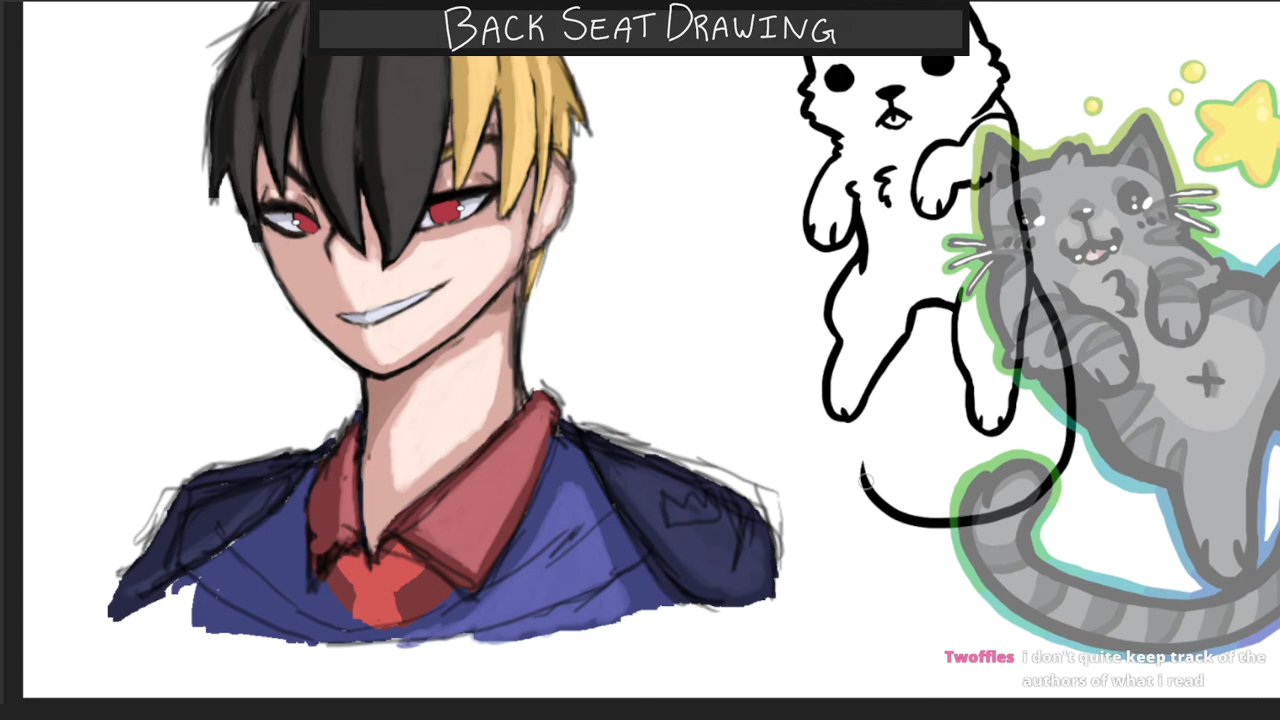 BACK SEAT DRAWING
Twoffles i don't quite keep track of the
authors of what i read